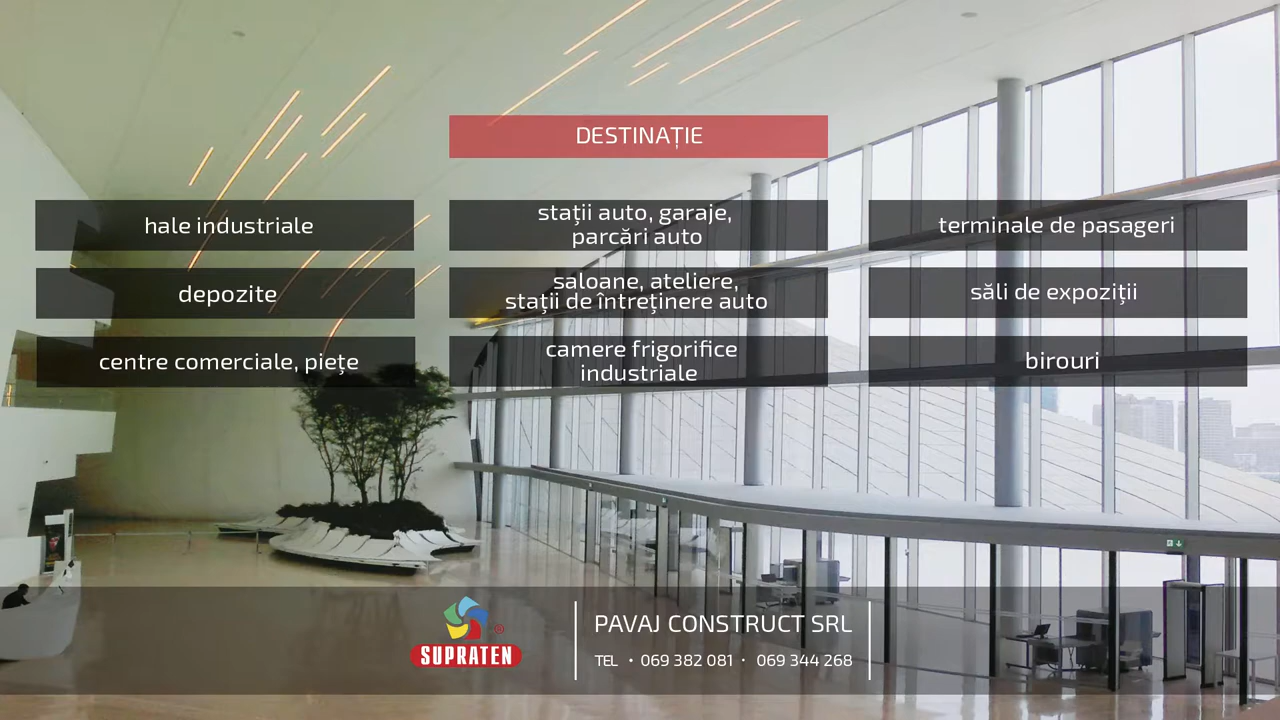 DESTINAȚIE
hale industriale
stații auto, garaje,
parcări auto
terminale de pasageri
depozite
saloane, ateliere,
stații de întreținere auto
săli de expoziții
centre comerciale, piețe
camere frigorifice
industriale
birouri
SUPRATEN ®
PAVAJ CONSTRUCT SRL
TEL • 069 382 081 • 069 344 268